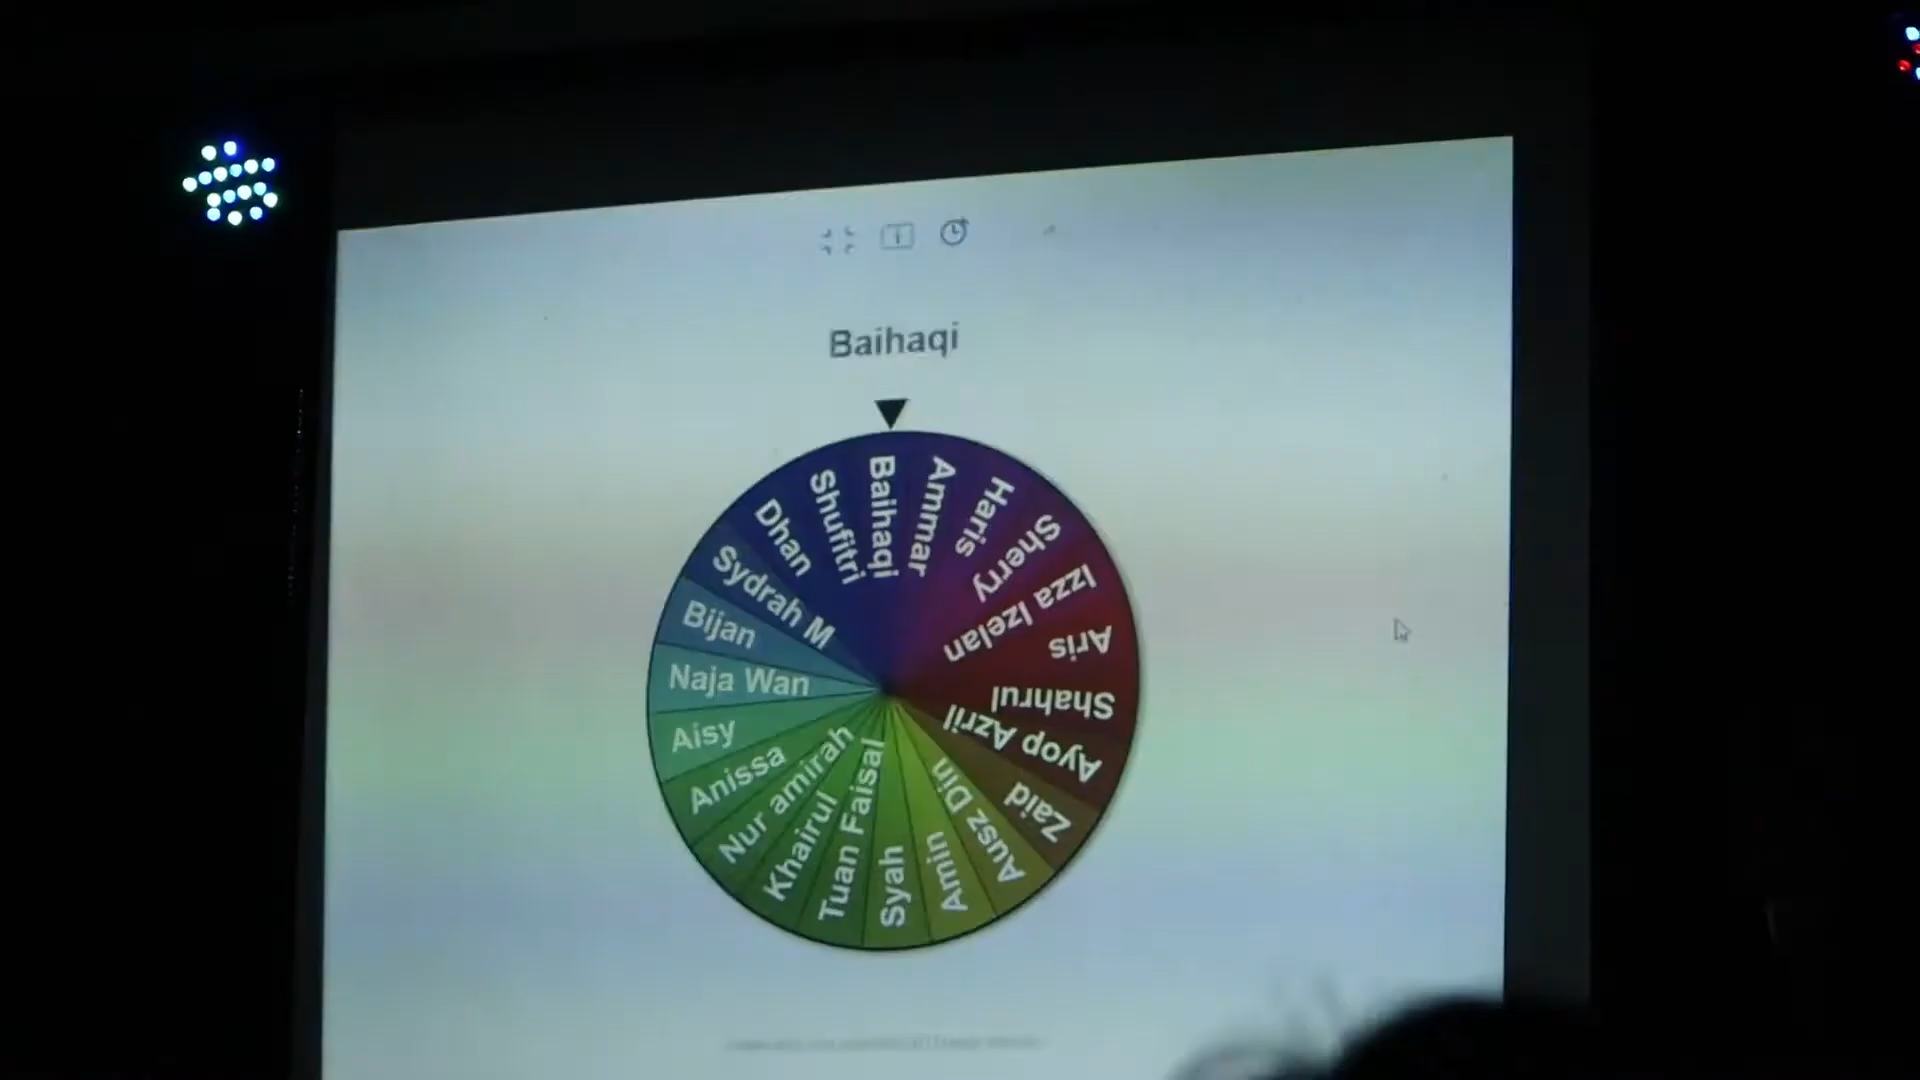 Baihaqi
Baihaqi
Ammar
Haris
Sherry
Izza Izelan
Aris
Shahrul
Ayop Azril
Zaid
Ausz Din
Amin
Syah
Tuan Faisal
Khairul
Nur amirah
Anissa
Aisy
Naja Wan
Bijan
Sydrah M
Dhan
Shufitri